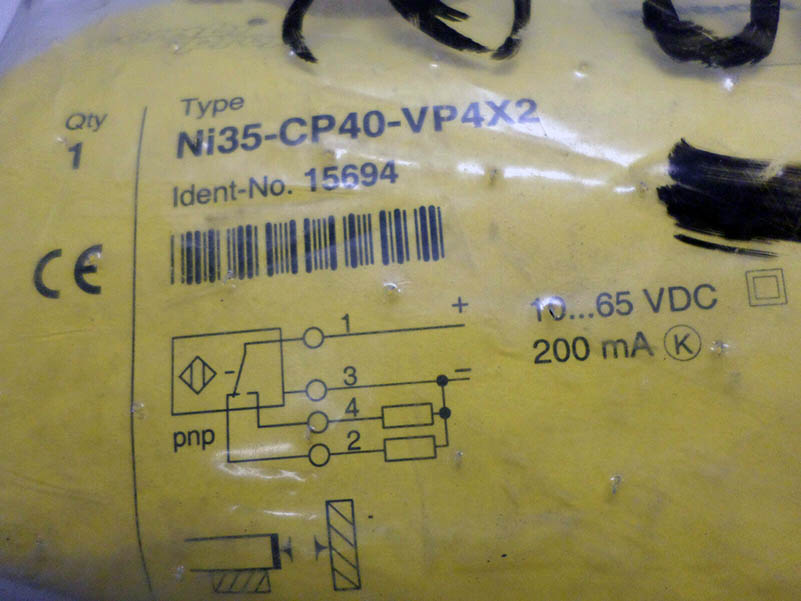 Qty
1
Type
Ni35-CP40-VP4X2
Ident-No. 15694
CE
10...65 VDC
200 mA K
1 +
3 –
4
2
pnp